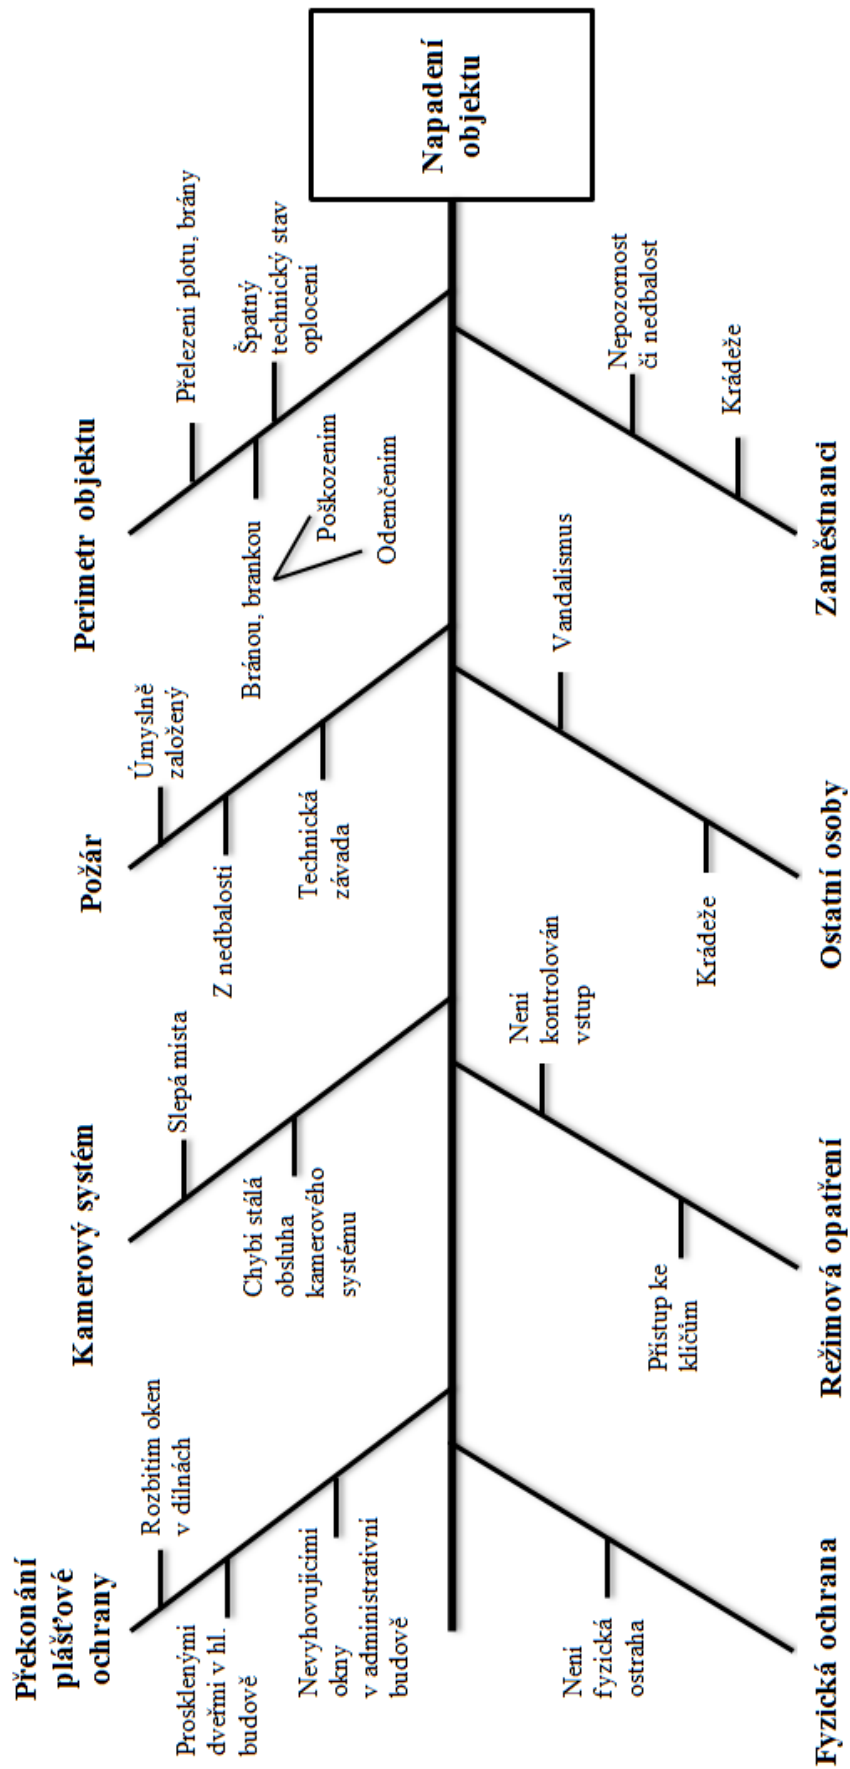 Překonání
plášťové
ochrany
Rozbitím oken
v dílnách
Prosklenými
dveřmi v hl.
budově
Nevyhovujícími
okny
v administrativní
budově
Kamerový systém
Slepá místa
Chybí stálá
obsluha
kamerového
systému
Požár
Úmyslně
založený
Z nedbalosti
Technická
závada
Perimetr objektu
Přelezení plotu, brány
Špatný
technický stav
oplocení
Bránou, brankou
Poškozením
Odemčením
Napadení
objektu
Fyzická ochrana
Není
fyzická
ostraha
Režimová opatření
Není
kontrolován
vstup
Přístup ke
klíčům
Ostatní osoby
Vandalismus
Krádeže
Zaměstnanci
Nepozornost
či nedbalost
Krádeže